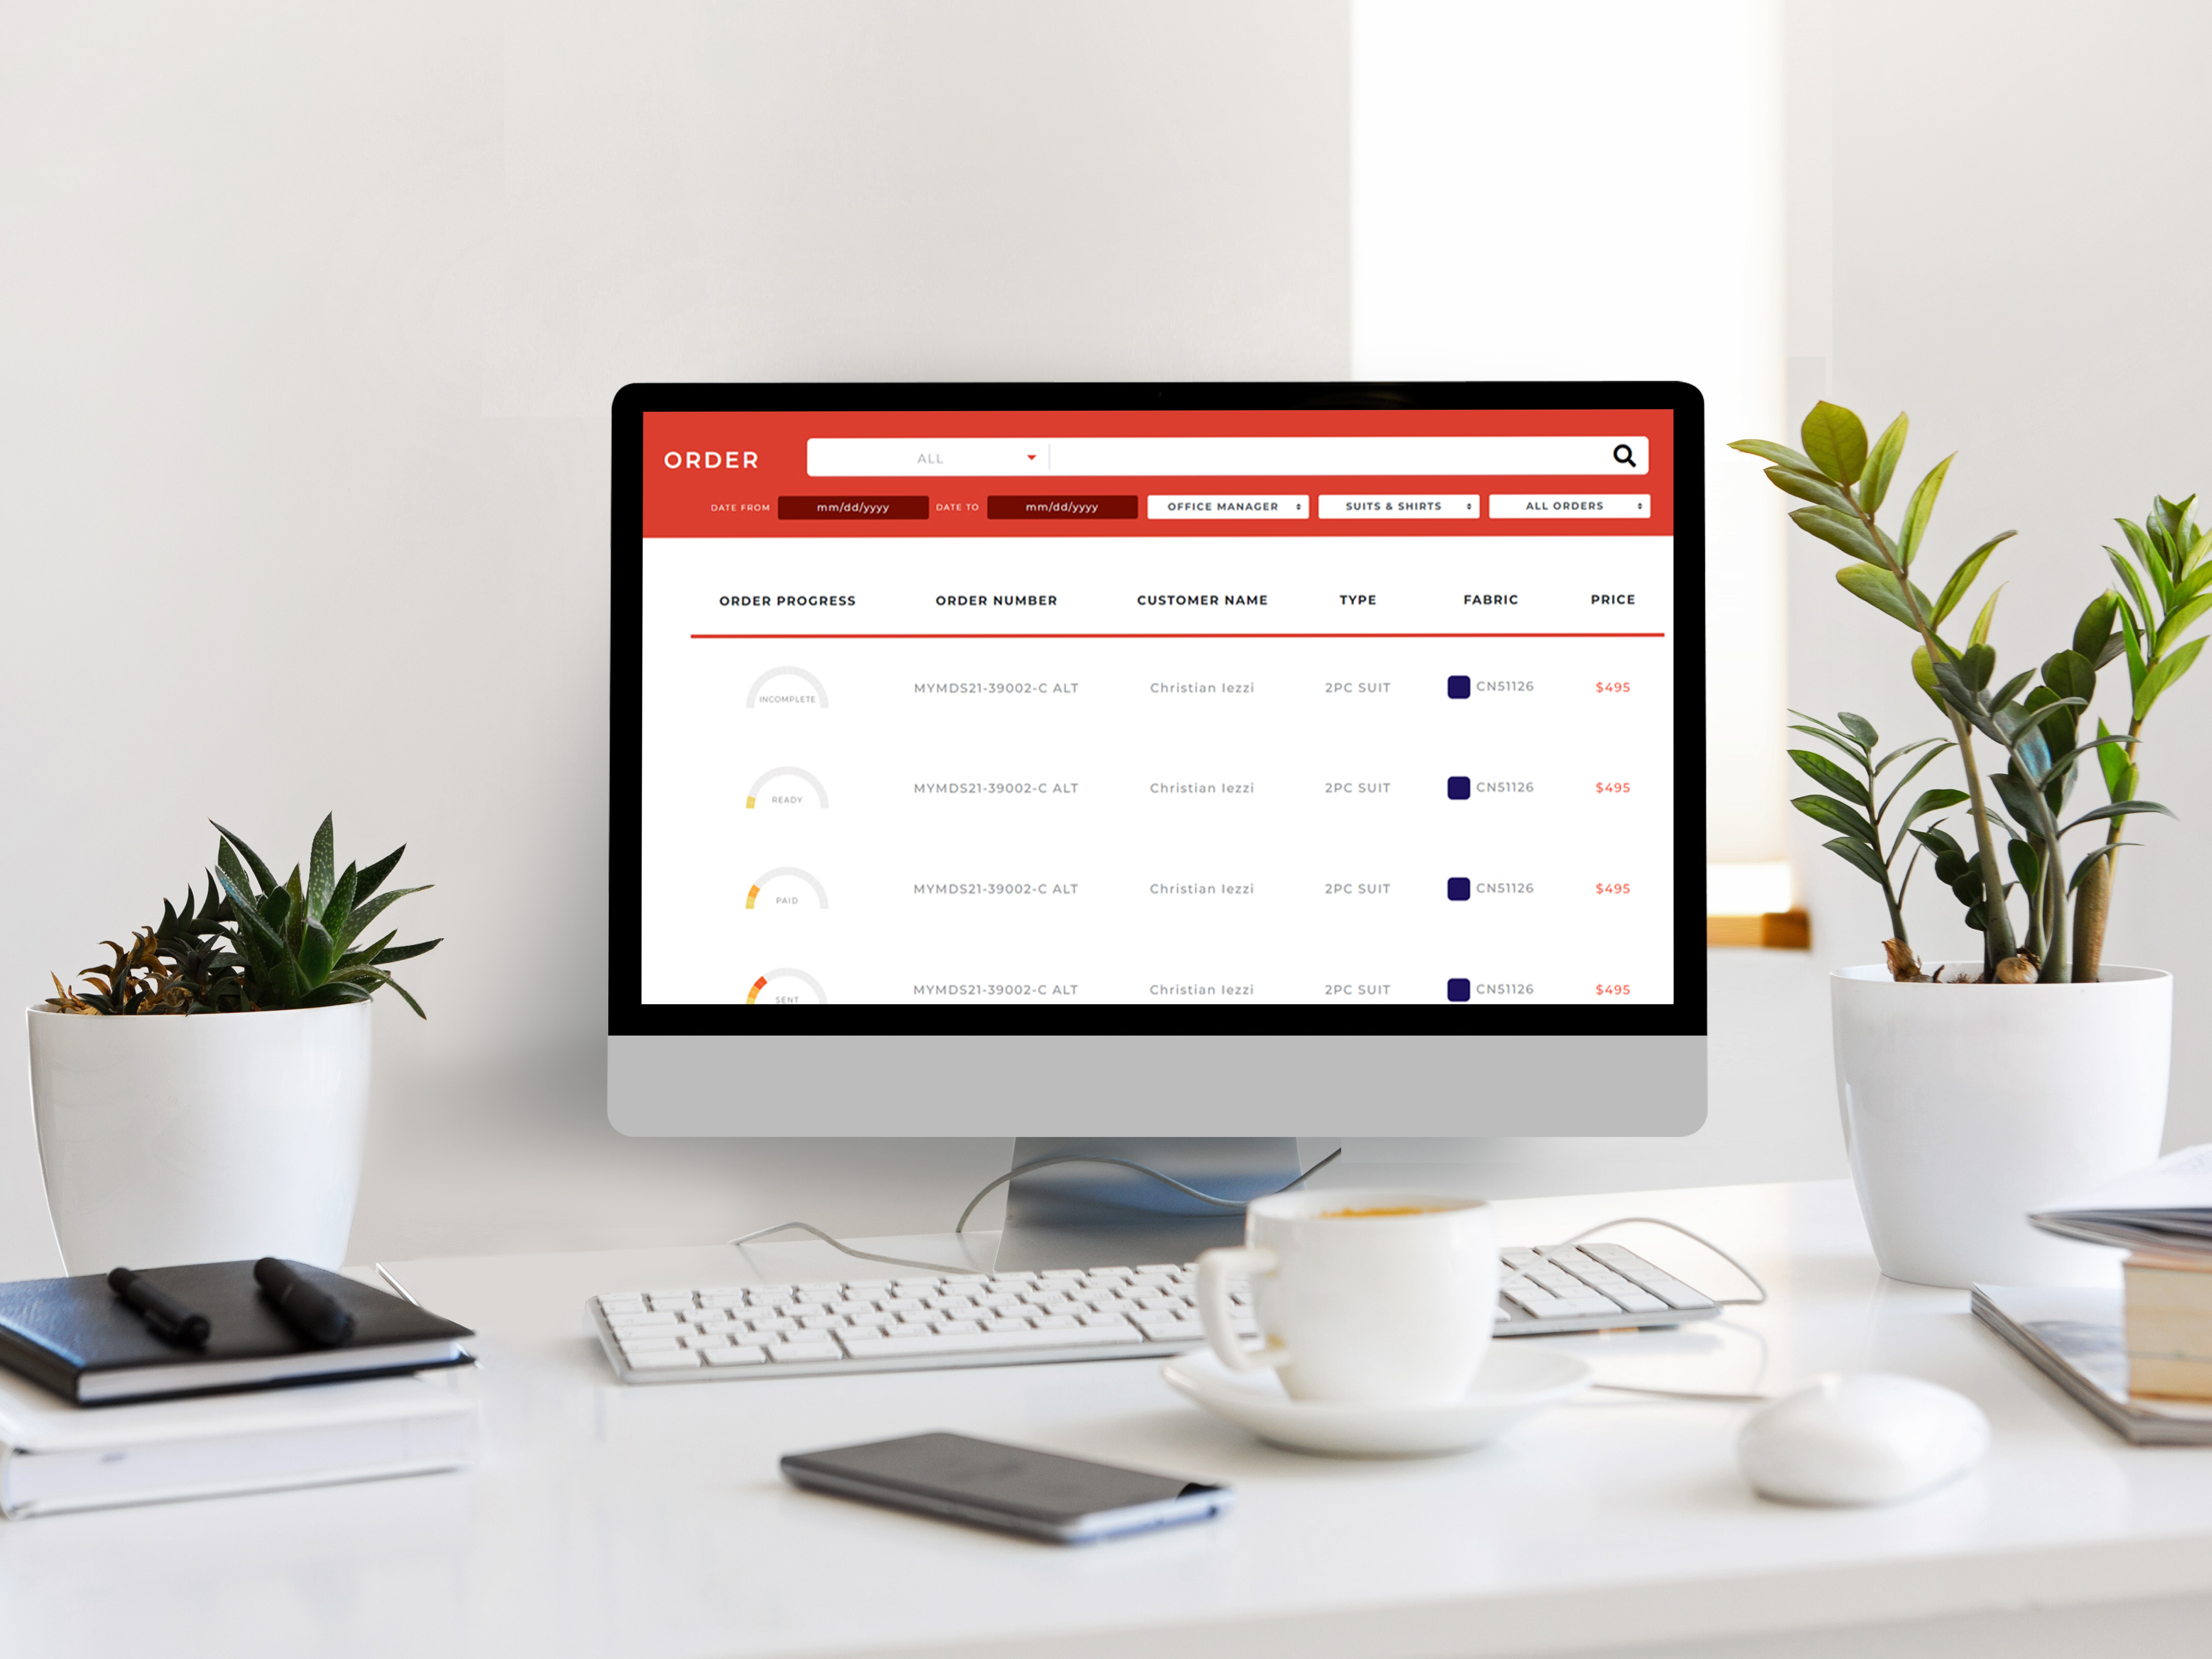 ORDER
ALL
DATE FROM mm/dd/yyyy DATE TO mm/dd/yyyy OFFICE MANAGER SUITS & SHIRTS ALL ORDERS
ORDER PROGRESS ORDER NUMBER CUSTOMER NAME TYPE FABRIC PRICE
INCOMPLETE MYMDS21-39002-C ALT Christian Iezzi 2PC SUIT CN51126 $495
READY MYMDS21-39002-C ALT Christian Iezzi 2PC SUIT CN51126 $495
PAID MYMDS21-39002-C ALT Christian Iezzi 2PC SUIT CN51126 $495
SENT MYMDS21-39002-C ALT Christian Iezzi 2PC SUIT CN51126 $495